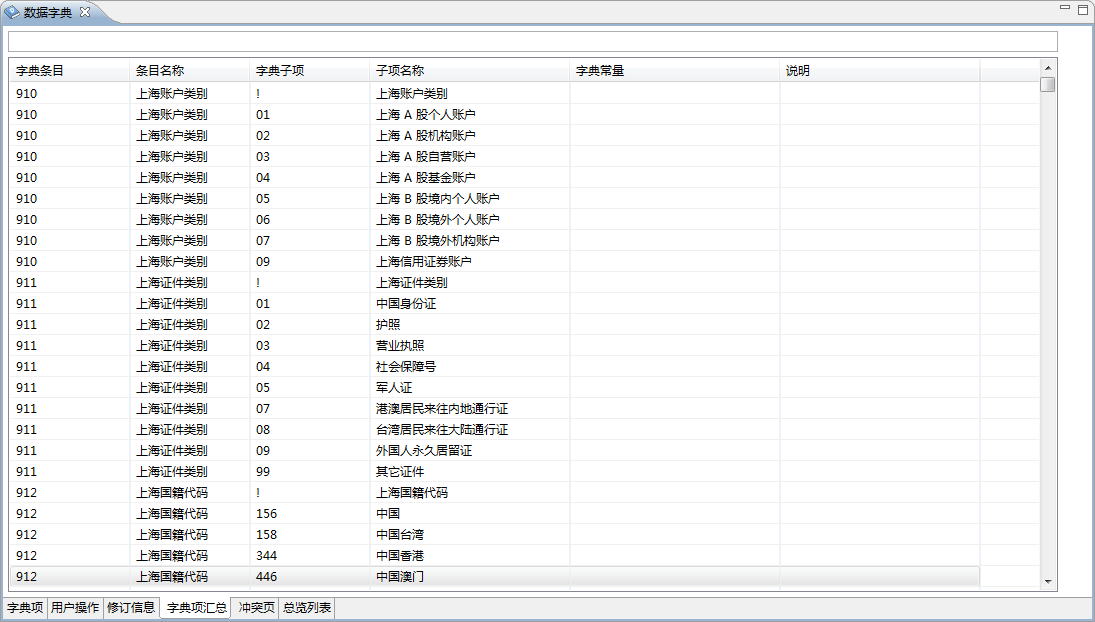 数据字典
字典条目 条目名称 字典子项 子项名称 字典常量 说明
910 上海账户类别 ! 上海账户类别
910 上海账户类别 01 上海 A 股个人账户
910 上海账户类别 02 上海 A 股机构账户
910 上海账户类别 03 上海 A 股自营账户
910 上海账户类别 04 上海 A 股基金账户
910 上海账户类别 05 上海 B 股境内个人账户
910 上海账户类别 06 上海 B 股境外个人账户
910 上海账户类别 07 上海 B 股境外机构账户
910 上海账户类别 09 上海信用证券账户
911 上海证件类别 ! 上海证件类别
911 上海证件类别 01 中国身份证
911 上海证件类别 02 护照
911 上海证件类别 03 营业执照
911 上海证件类别 04 社会保障号
911 上海证件类别 05 军人证
911 上海证件类别 07 港澳居民来往内地通行证
911 上海证件类别 08 台湾居民来往大陆通行证
911 上海证件类别 09 外国人永久居留证
911 上海证件类别 99 其它证件
912 上海国籍代码 ! 上海国籍代码
912 上海国籍代码 156 中国
912 上海国籍代码 158 中国台湾
912 上海国籍代码 344 中国香港
912 上海国籍代码 446 中国澳门
字典项 用户操作 修订信息 字典项汇总 冲突页 总览列表